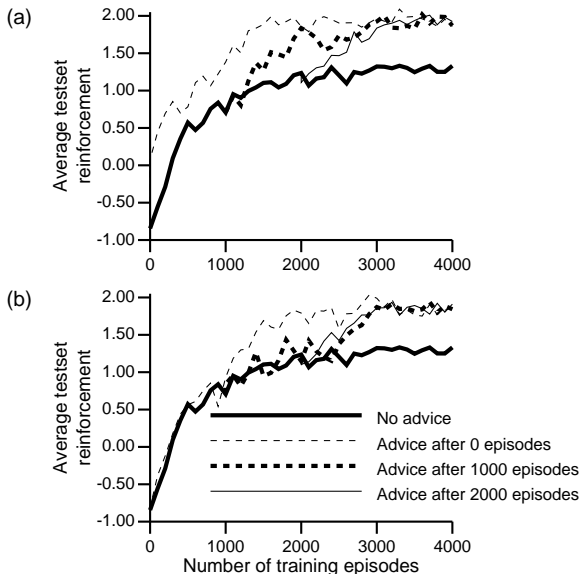 (a)
Average testset
reinforcement
2.00
1.50
1.00
0.50
0.00
-0.50
-1.00
0
1000
2000
3000
4000
(b)
Average testset
reinforcement
2.00
1.50
1.00
0.50
0.00
-0.50
-1.00
No advice
Advice after 0 episodes
Advice after 1000 episodes
Advice after 2000 episodes
0
1000
2000
3000
4000
Number of training episodes